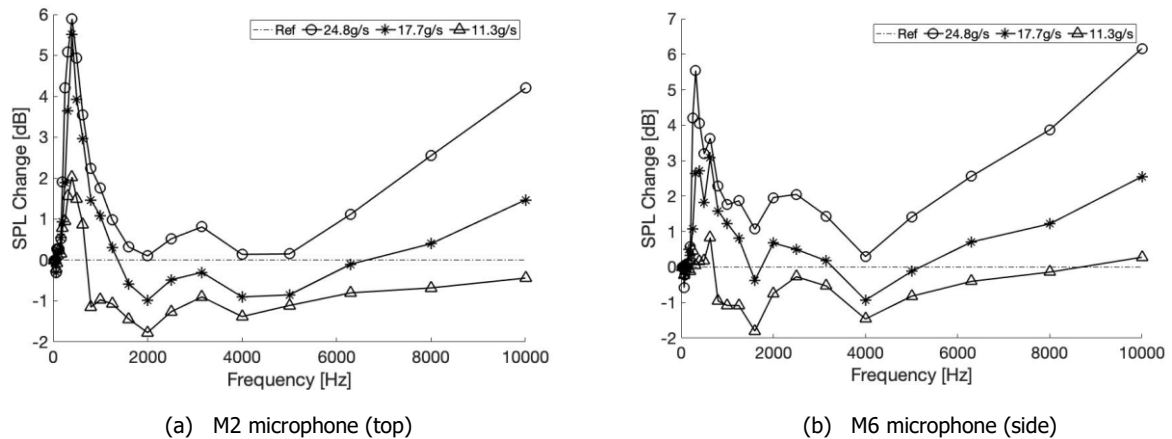 Ref 24.8g/s 17.7g/s 11.3g/s
6
5
4
3
2
1
0
-1
-2
SPL Change [dB]
0 2000 4000 6000 8000 10000
Frequency [Hz]
(a) M2 microphone (top)
Ref 24.8g/s 17.7g/s 11.3g/s
7
6
5
4
3
2
1
0
-1
-2
SPL Change [dB]
0 2000 4000 6000 8000 10000
Frequency [Hz]
(b) M6 microphone (side)